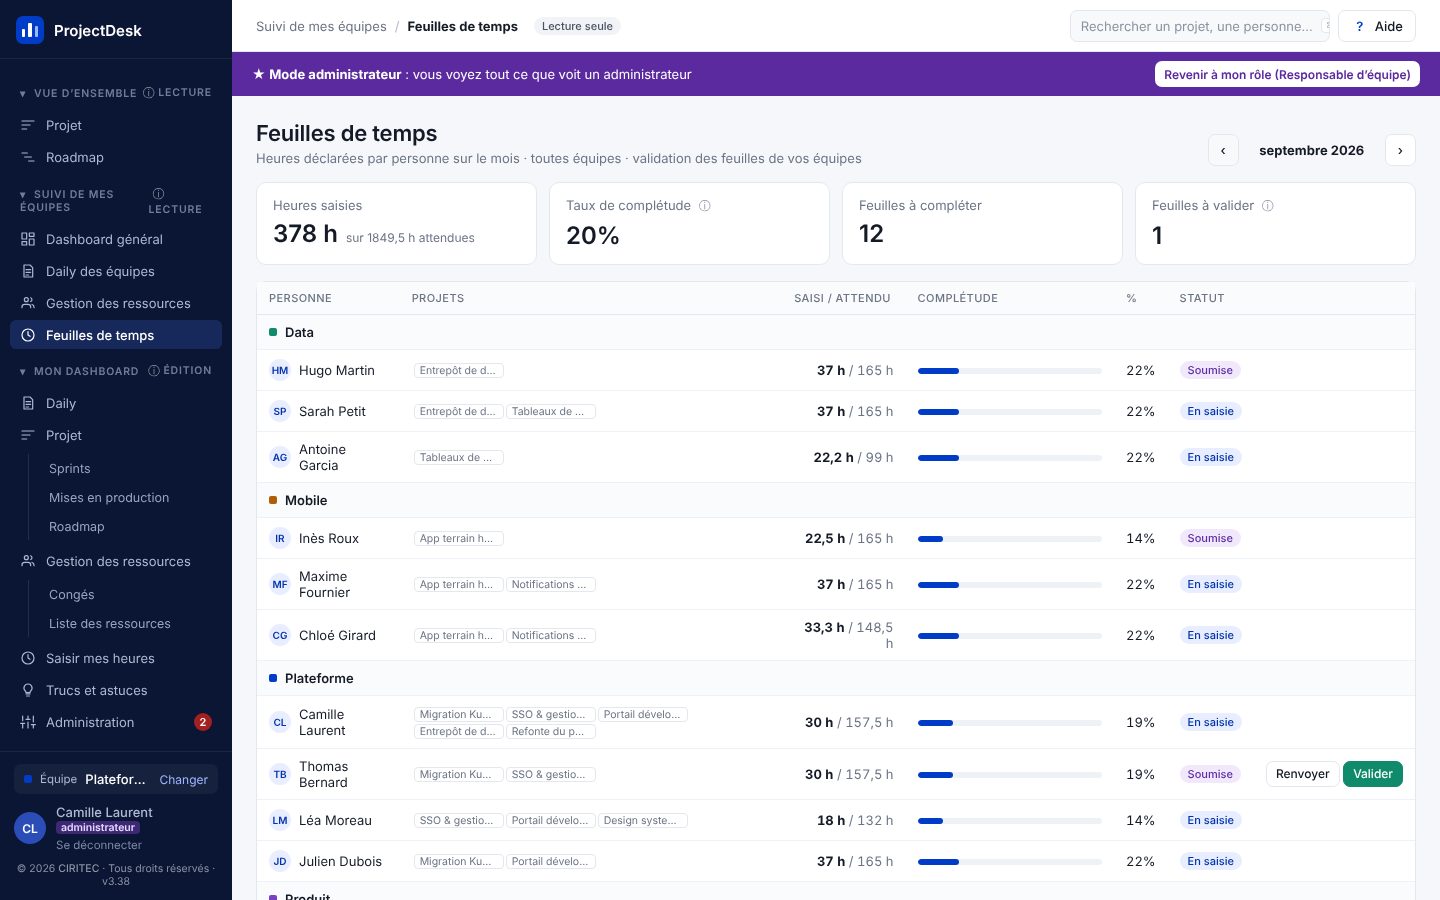 ProjectDesk
VUE D'ENSEMBLE LECTURE
Projet
Roadmap
SUIVI DE MES ÉQUIPES LECTURE
Dashboard général
Daily des équipes
Gestion des ressources
Feuilles de temps
MON DASHBOARD ÉDITION
Daily
Projet
Sprints
Mises en production
Roadmap
Gestion des ressources
Congés
Liste des ressources
Saisir mes heures
Trucs et astuces
Administration 2
Équipe Platefor... Changer
CL Camille Laurent
administrateur
Se déconnecter
© 2026 CIRITEC · Tous droits réservés ·
v3.38
Suivi de mes équipes / Feuilles de temps Lecture seule
Rechercher un projet, une personne...
? Aide
★ Mode administrateur : vous voyez tout ce que voit un administrateur
Revenir à mon rôle (Responsable d'équipe)
Feuilles de temps
Heures déclarées par personne sur le mois · toutes équipes · validation des feuilles de vos équipes
‹ septembre 2026 ›
Heures saisies
378 h sur 1849,5 h attendues
Taux de complétude
20%
Feuilles à compléter
12
Feuilles à valider
1
PERSONNE PROJETS SAISI / ATTENDU COMPLÉTUDE % STATUT
Data
HM Hugo Martin Entrepôt de d... 37 h / 165 h 22% Soumise
SP Sarah Petit Entrepôt de d... Tableaux de ... 37 h / 165 h 22% En saisie
AG Antoine Garcia Tableaux de ... 22,2 h / 99 h 22% En saisie
Mobile
IR Inès Roux App terrain h... 22,5 h / 165 h 14% Soumise
MF Maxime Fournier App terrain h... Notifications ... 37 h / 165 h 22% En saisie
CG Chloé Girard App terrain h... Notifications ... 33,3 h / 148,5 h 22% En saisie
Plateforme
CL Camille Laurent Migration Ku... SSO & gestio... Portail dévelo... Entrepôt de d... Refonte du p... 30 h / 157,5 h 19% En saisie
TB Thomas Bernard Migration Ku... SSO & gestio... 30 h / 157,5 h 19% Soumise Renvoyer Valider
LM Léa Moreau SSO & gestio... Portail dévelo... Design syste... 18 h / 132 h 14% En saisie
JD Julien Dubois Migration Ku... Portail dévelo... 37 h / 165 h 22% En saisie
Produit